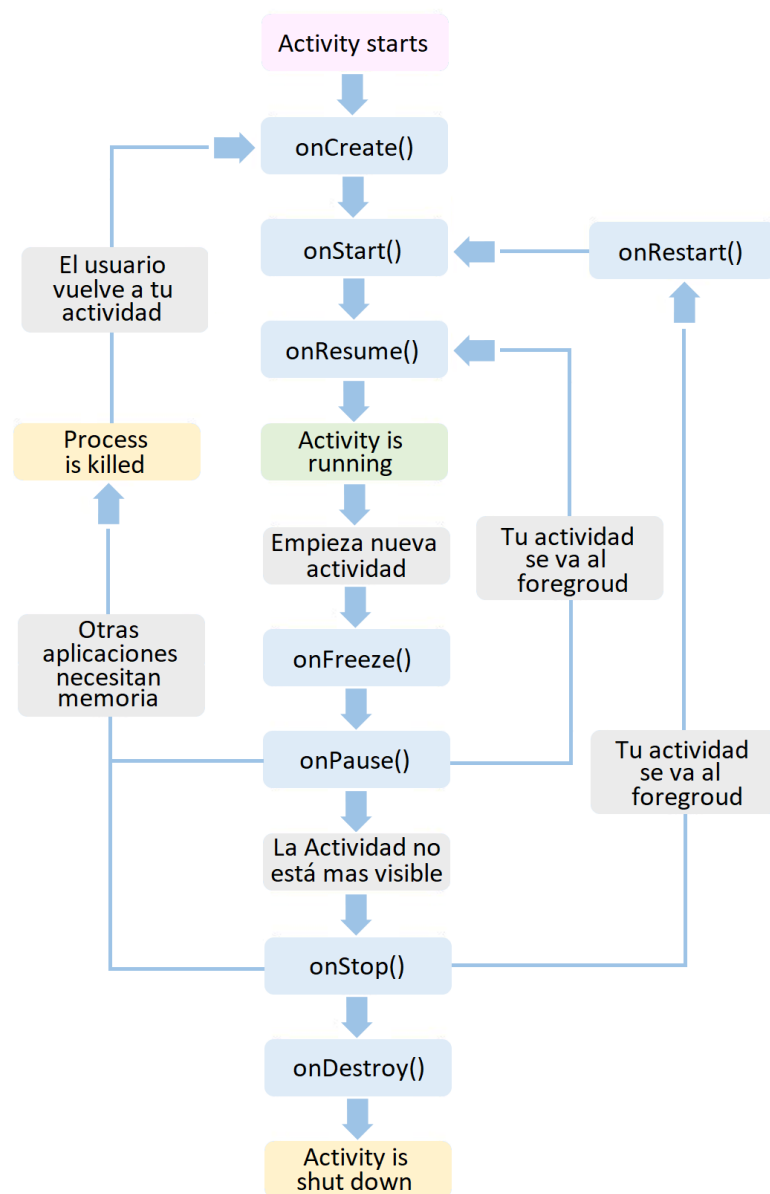 Activity starts
onCreate()
onStart()
onRestart()
El usuario
vuelve a tu
actividad
onResume()
Process
is killed
Activity is
running
Empieza nueva
actividad
Tu actividad
se va al
foregroud
Otras
aplicaciones
necesitan
memoria
onFreeze()
onPause()
Tu actividad
se va al
foregroud
La Actividad no
está mas visible
onStop()
onDestroy()
Activity is
shut down